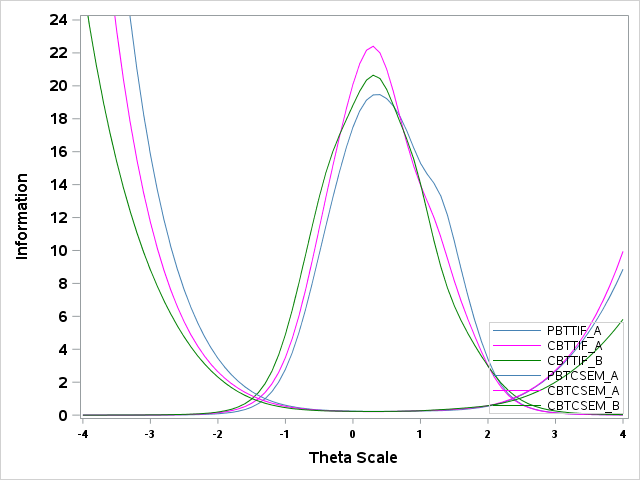 24
22
20
18
16
14
12
10
8
6
4
2
0
Information
-4 -3 -2 -1 0 1 2 3 4
Theta Scale
PBTTIF_A
CBTTIF_A
CBTTIF_B
PBTCSEM_A
CBTCSEM_A
CBTCSEM_B